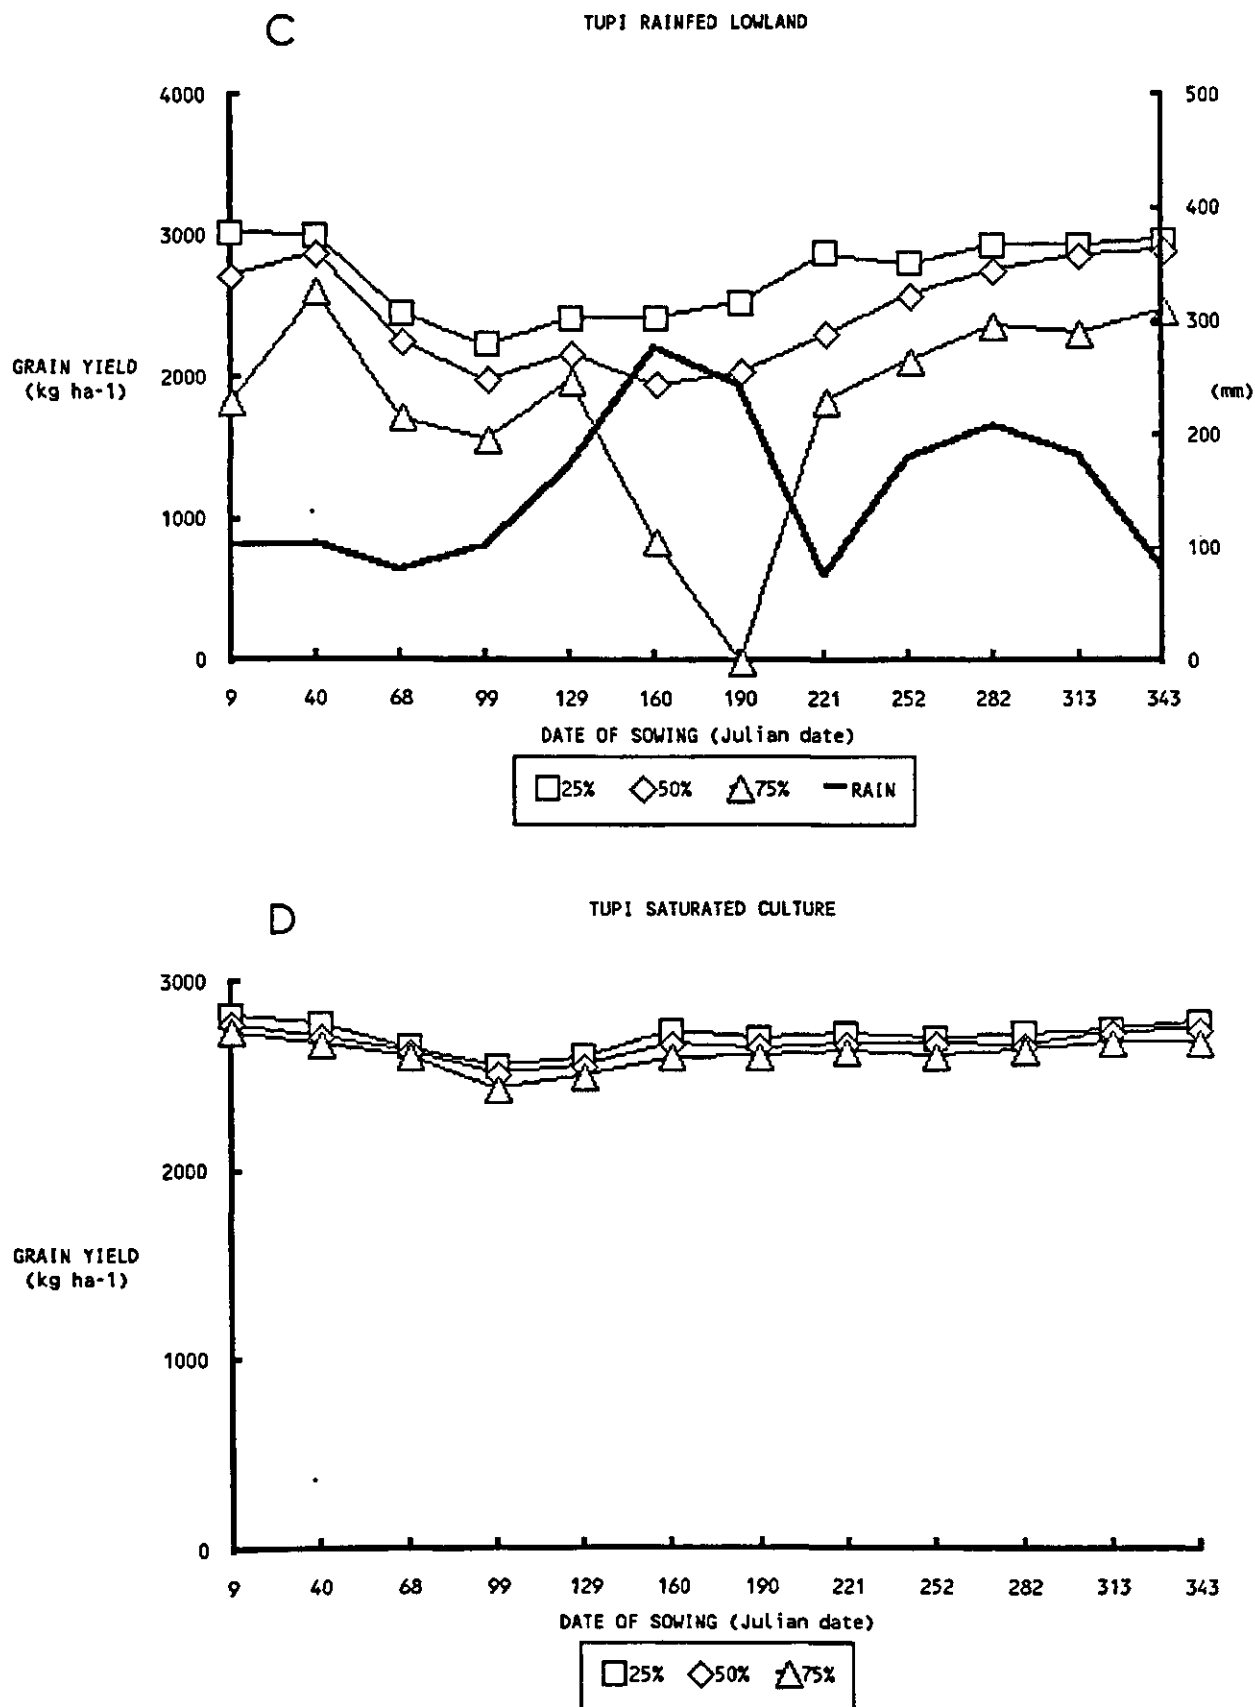 C
TUPI RAINFED LOWLAND
4000
3000
2000
1000
0
GRAIN YIELD
(kg ha-1)
500
400
300
200
100
0
(mm)
9 40 68 99 129 160 190 221 252 282 313 343
DATE OF SOWING (Julian date)
25% 50% 75% RAIN
D
TUPI SATURATED CULTURE
3000
2000
1000
0
GRAIN YIELD
(kg ha-1)
9 40 68 99 129 160 190 221 252 282 313 343
DATE OF SOWING (Julian date)
25% 50% 75%